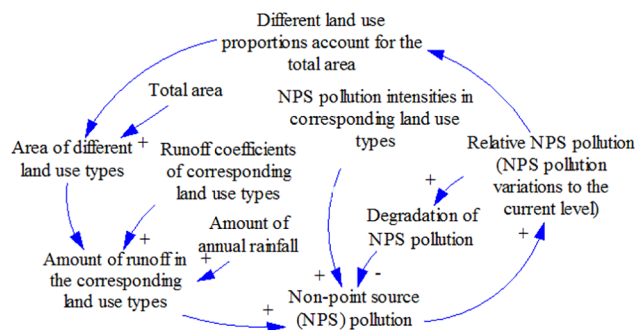 Different land use
proportions account for the
total area
Total area
NPS pollution intensities in
corresponding land use
types
Area of different
land use types
+
Runoff coefficients
of corresponding
land use types
Relative NPS pollution
(NPS pollution
variations to the
current level)
+
Degradation of
NPS pollution
Amount of
annual rainfall
+
+
+
Amount of runoff in
the corresponding
land use types
+
-
+
Non-point source
(NPS) pollution